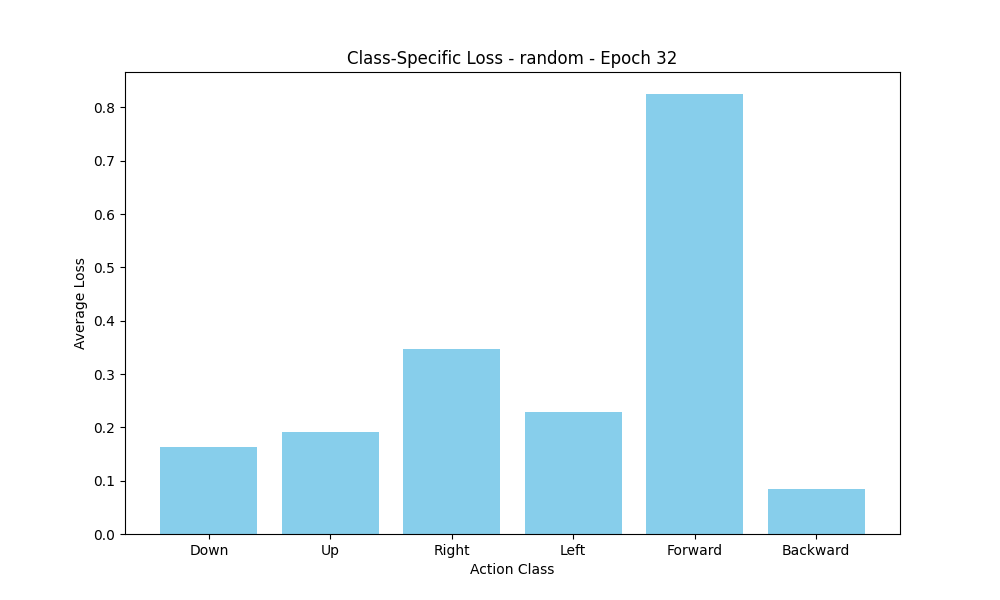 Class-Specific Loss - random - Epoch 32
Average Loss
0.8
0.7
0.6
0.5
0.4
0.3
0.2
0.1
0.0
Down Up Right Left Forward Backward
Action Class